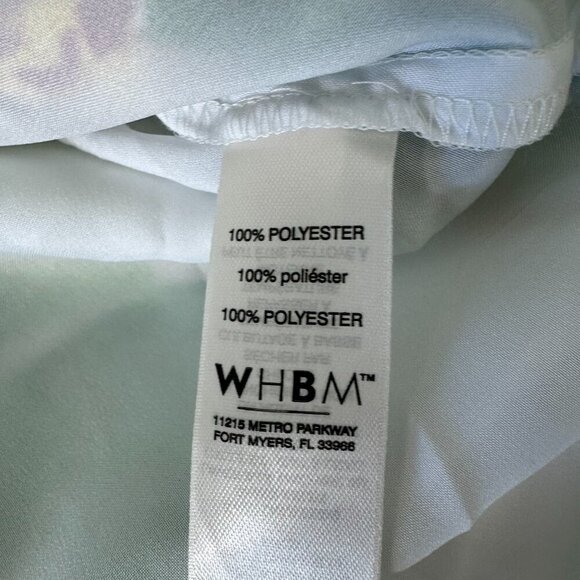 100% POLYESTER
100% poliéster
100% POLYESTER
WHBM™
11215 METRO PARKWAY
FORT MYERS, FL 33966